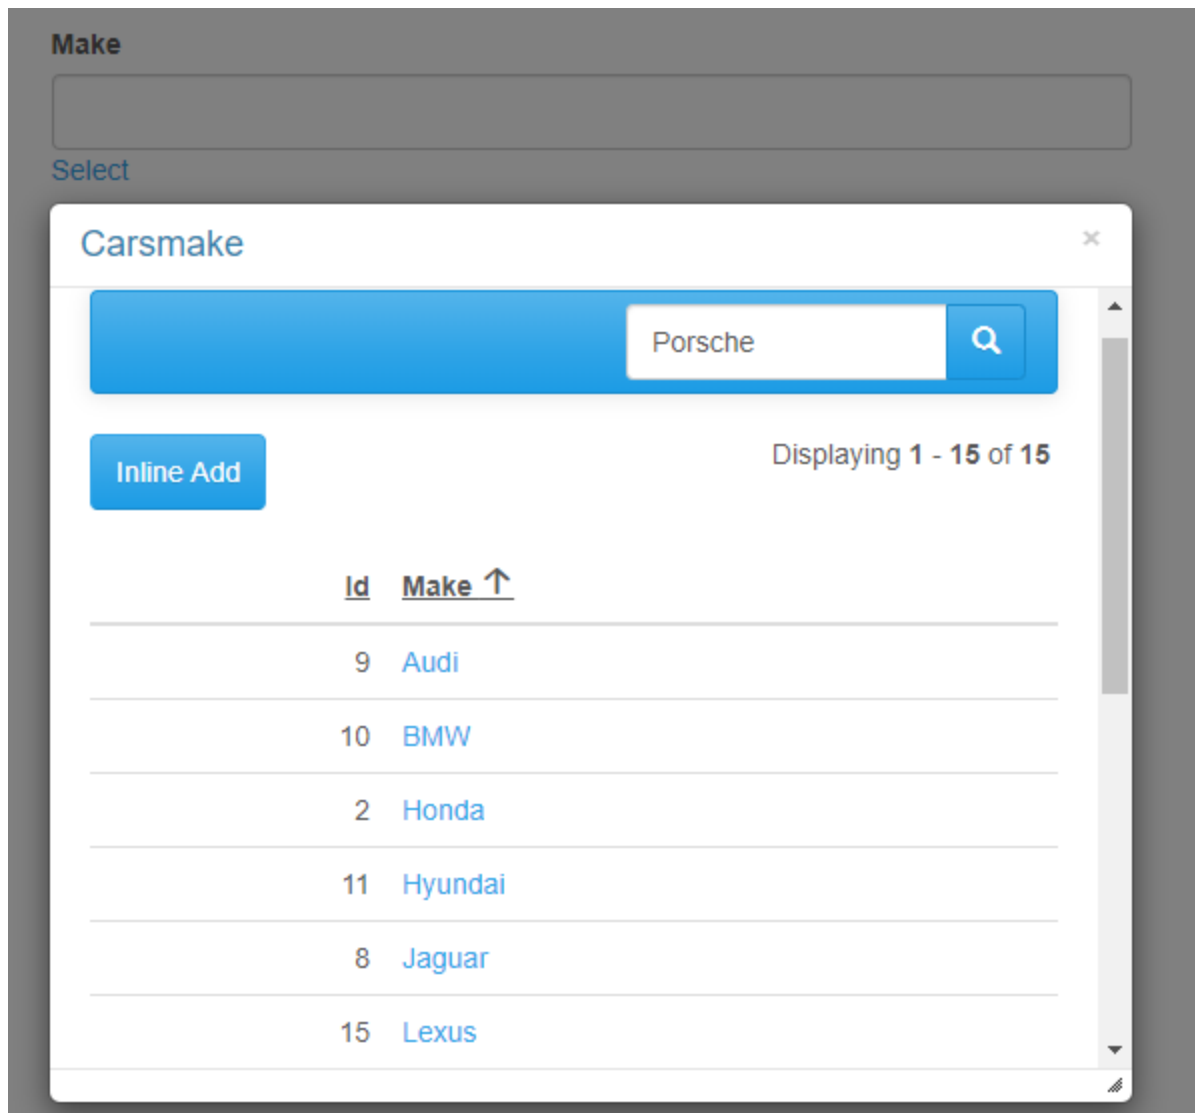 Make
Select
Carsmake ×
Porsche
Inline Add
Displaying 1 - 15 of 15
Id Make ↑
9 Audi
10 BMW
2 Honda
11 Hyundai
8 Jaguar
15 Lexus